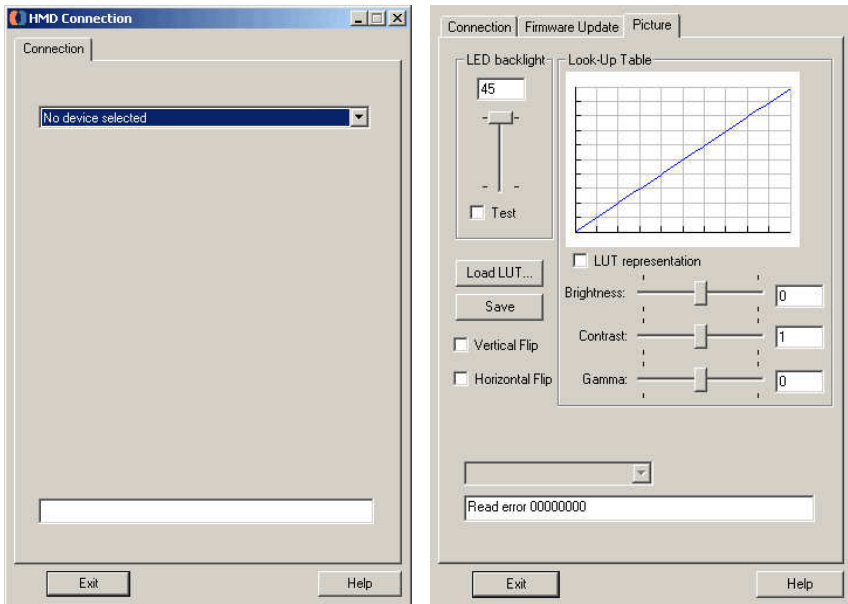 HMD Connection
Connection
No device selected
Exit
Help
Connection
Firmware Update
Picture
LED backlight
45
Test
Look-Up Table
LUT representation
Load LUT...
Save
Vertical Flip
Horizontal Flip
Brightness:
0
Contrast:
1
Gamma:
0
Read error 00000000
Exit
Help